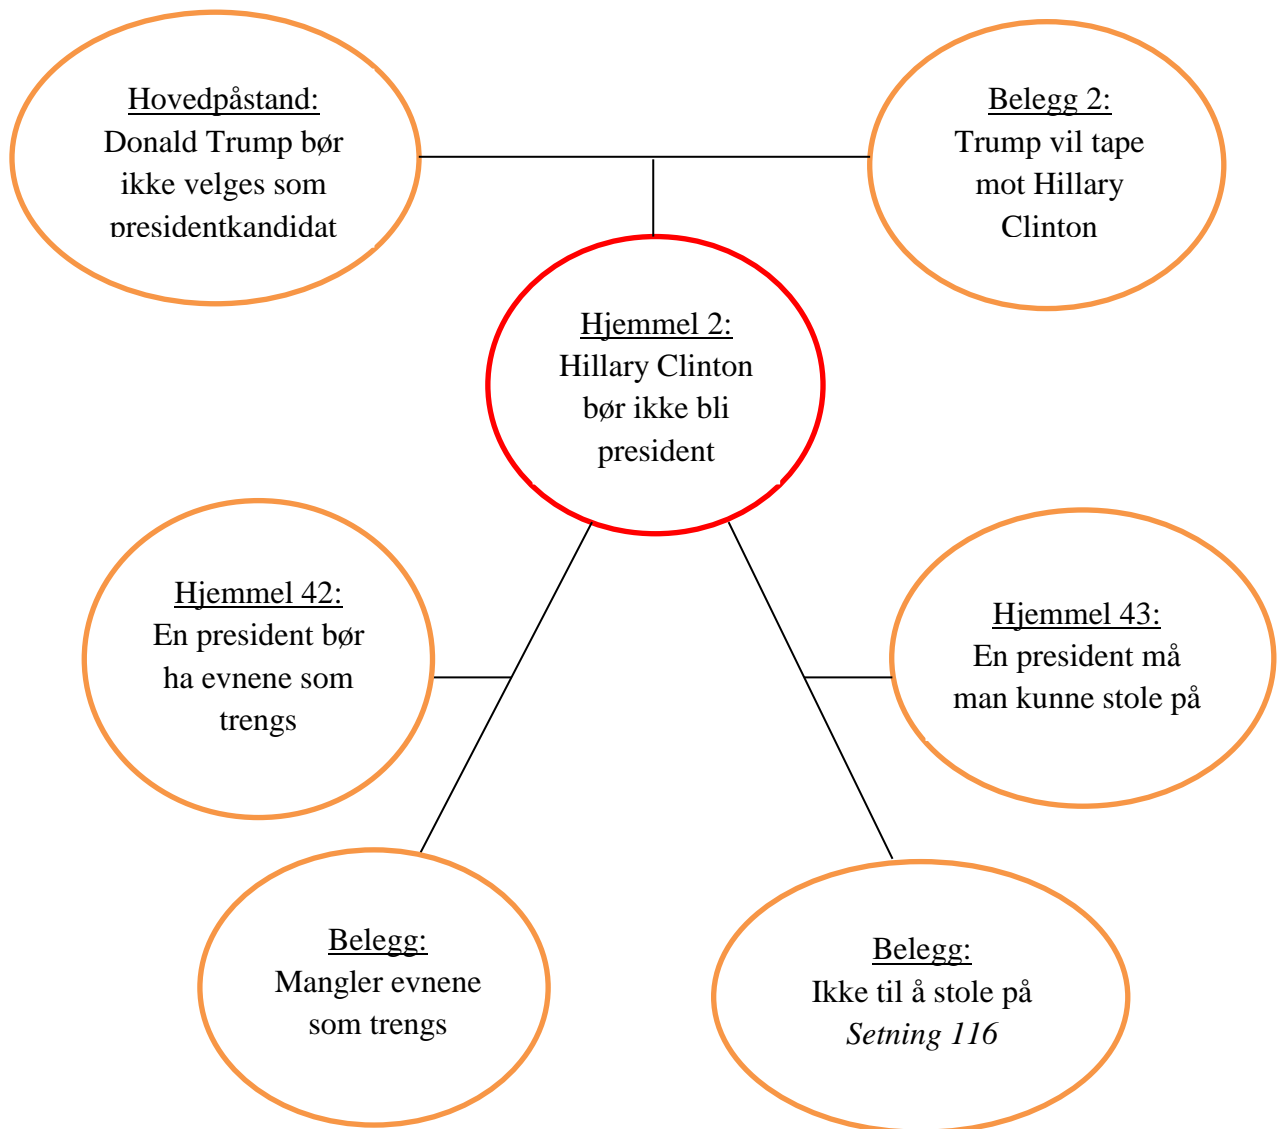 Hovedpåstand:
Donald Trump bør
ikke velges som
presidentkandidat
Belegg 2:
Trump vil tape
mot Hillary
Clinton
Hjemmel 2:
Hillary Clinton
bør ikke bli
president
Hjemmel 42:
En president bør
ha evnene som
trengs
Hjemmel 43:
En president må
man kunne stole på
Belegg:
Mangler evnene
som trengs
Belegg:
Ikke til å stole på
Setning 116